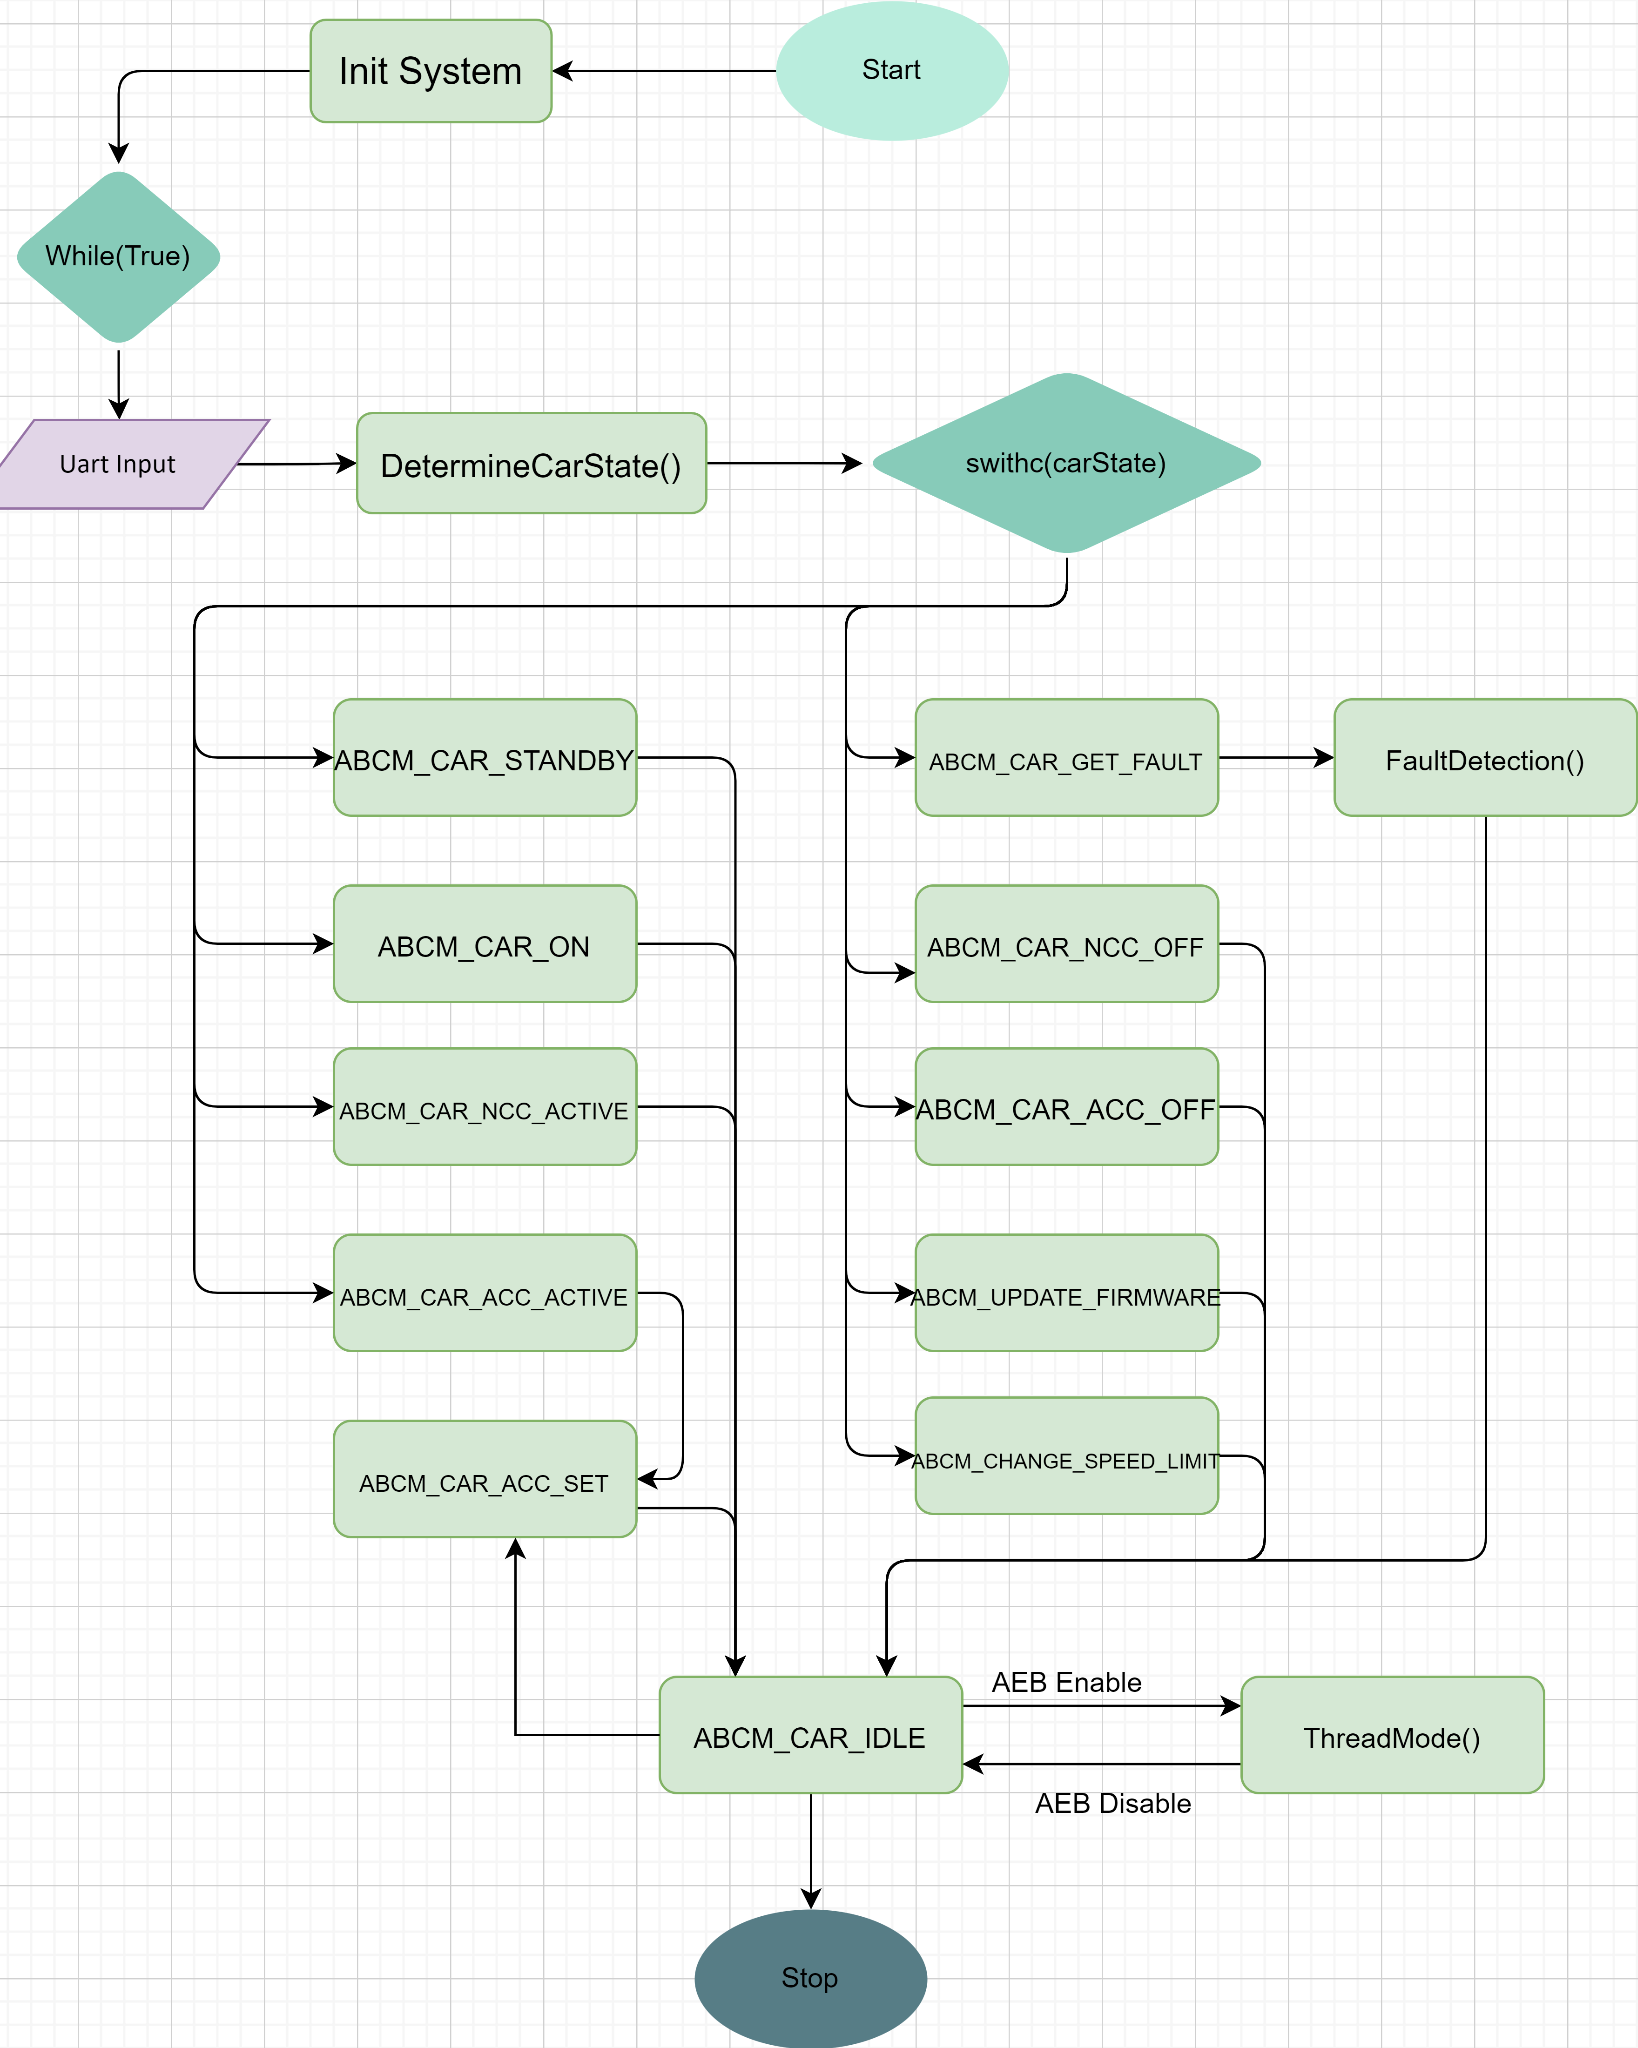 Init System
Start
While(True)
Uart Input
DetermineCarState()
swithc(carState)
ABCM_CAR_STANDBY
ABCM_CAR_GET_FAULT
FaultDetection()
ABCM_CAR_ON
ABCM_CAR_NCC_OFF
ABCM_CAR_NCC_ACTIVE
ABCM_CAR_ACC_OFF
ABCM_CAR_ACC_ACTIVE
ABCM_UPDATE_FIRMWARE
ABCM_CAR_ACC_SET
ABCM_CHANGE_SPEED_LIMIT
AEB Enable
ABCM_CAR_IDLE
ThreadMode()
AEB Disable
Stop